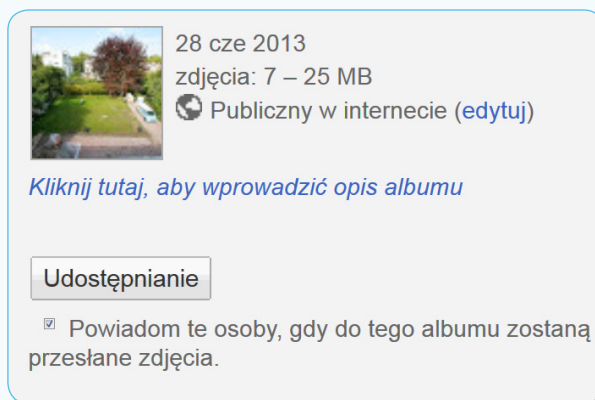 28 cze 2013
zdjęcia: 7 – 25 MB
Publiczny w internecie (edytuj)
Kliknij tutaj, aby wprowadzić opis albumu
Udostępnianie
Powiadom te osoby, gdy do tego albumu zostaną
przesłane zdjęcia.